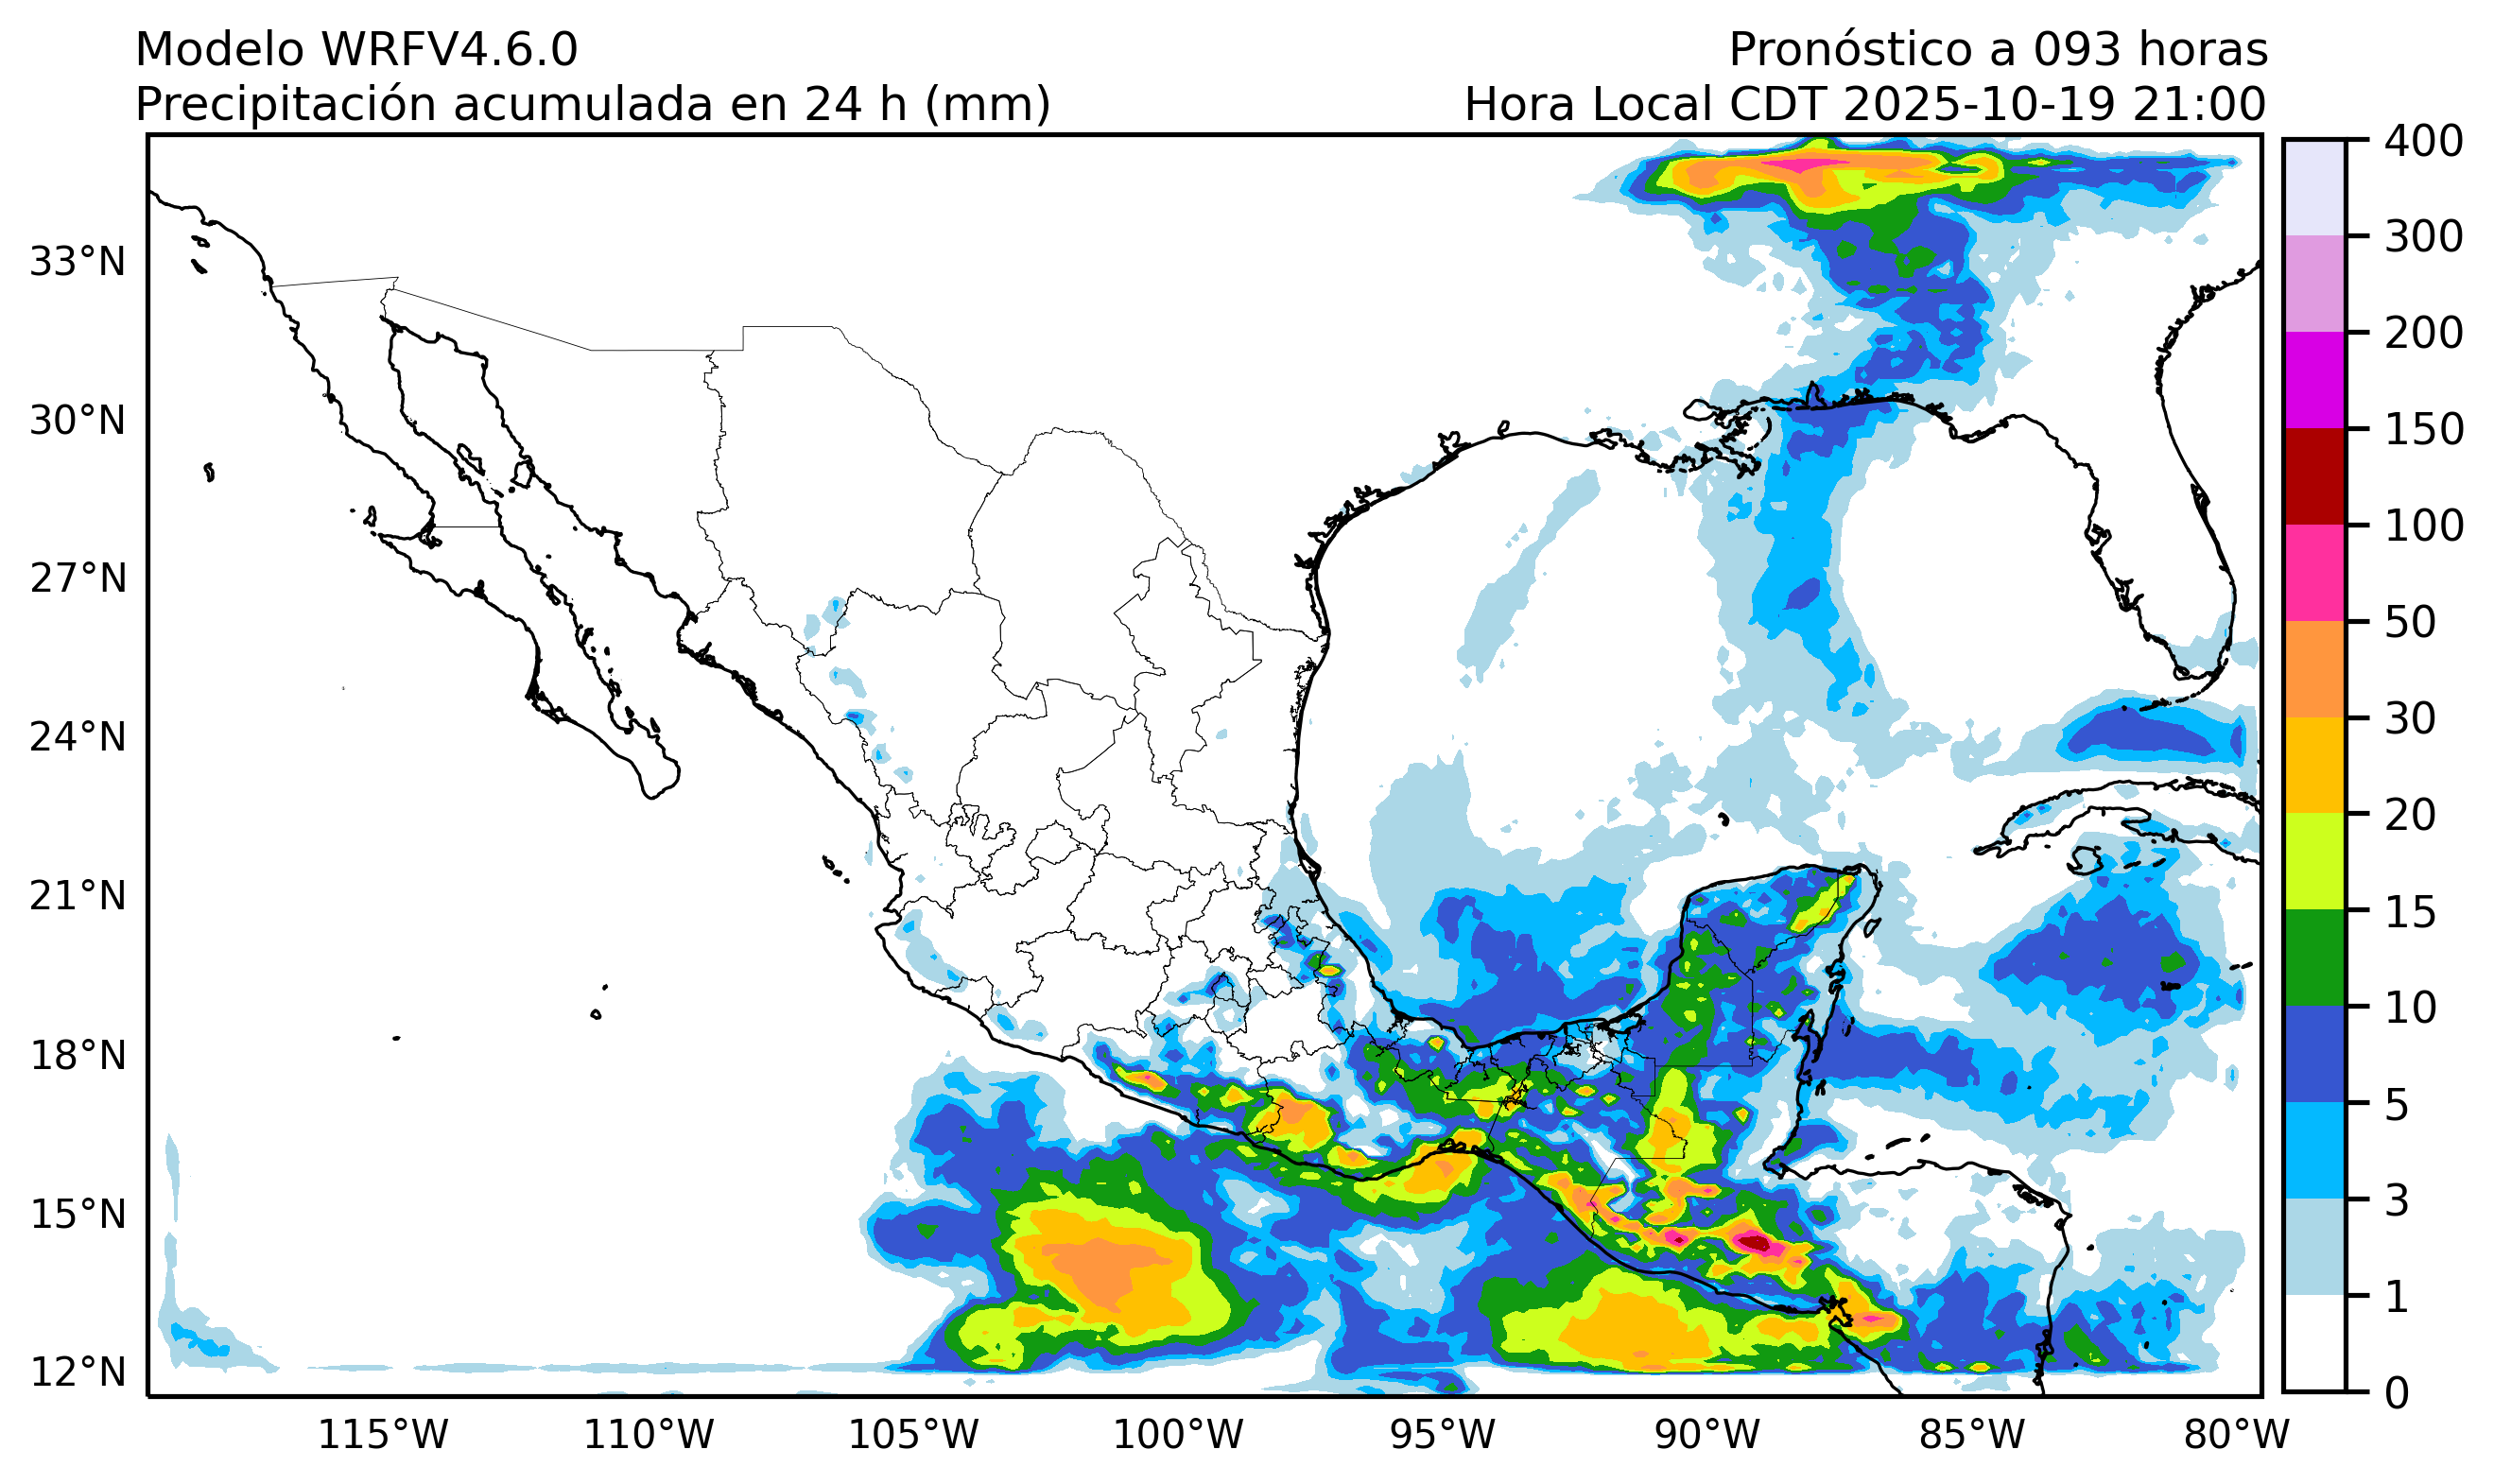 Modelo WRFV4.6.0
Pronóstico a 093 horas
Precipitación acumulada en 24 h (mm)
Hora Local CDT 2025-10-19 21:00
33°N
30°N
27°N
24°N
21°N
18°N
15°N
12°N
115°W
110°W
105°W
100°W
95°W
90°W
85°W
80°W
400
300
200
150
100
50
30
20
15
10
5
3
1
0